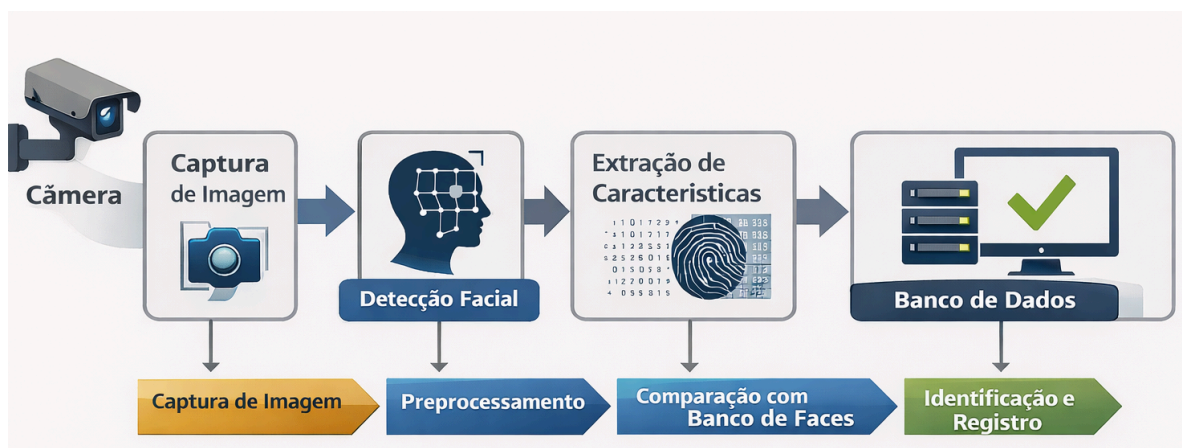 Cămera
Captura
de Imagem
Detecção Facial
Extração de
Caracteristicas
Banco de Dados
Captura de Imagem
Preprocessamento
Comparação com
Banco de Faces
Identificação e
Registro